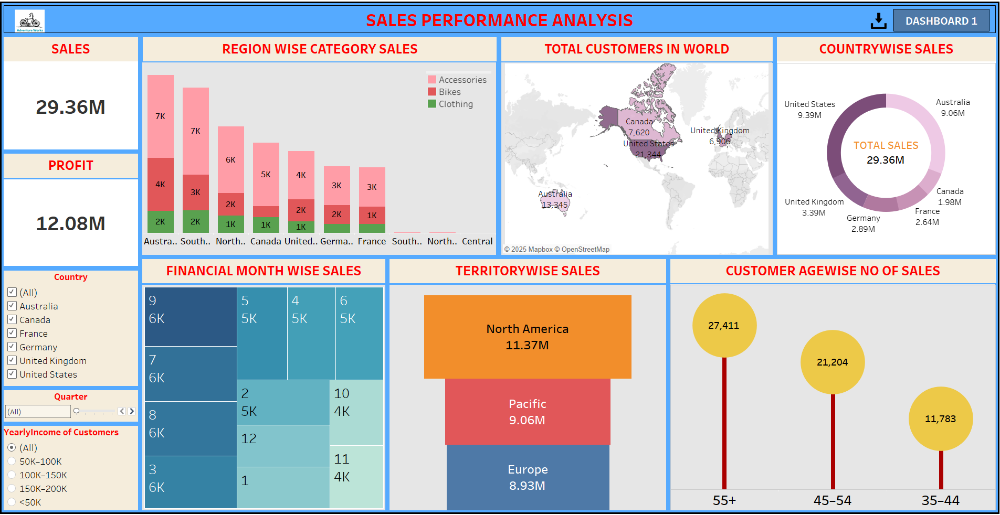 Adventure Works
SALES PERFORMANCE ANALYSIS
DASHBOARD 1
SALES
29.36M
PROFIT
12.08M
Country
(All)
Australia
Canada
France
Germany
United Kingdom
United States
Quarter
(All)
YearlyIncome of Customers
(All)
50K–100K
100K–150K
150K–200K
<50K
REGION WISE CATEGORY SALES
Accessories
Bikes
Clothing
7K
4K
2K
7K
3K
2K
6K
2K
1K
5K
1K
4K
2K
1K
3K
2K
3K
1K
Austra.. South.. North.. Canada United.. Germa.. France South.. North.. Central
TOTAL CUSTOMERS IN WORLD
Canada
7,620
United States
21,344
United Kingdom
6,906
Australia
13,345
© 2025 Mapbox © OpenStreetMap
COUNTRYWISE SALES
United States
9.39M
Australia
9.06M
TOTAL SALES
29.36M
Canada
1.98M
United Kingdom
3.39M
France
2.64M
Germany
2.89M
FINANCIAL MONTH WISE SALES
9
6K
7
6K
8
6K
3
6K
5
5K
4
5K
6
5K
2
5K
12
1
10
4K
11
4K
TERRITORYWISE SALES
North America
11.37M
Pacific
9.06M
Europe
8.93M
CUSTOMER AGEWISE NO OF SALES
27,411
21,204
11,783
55+ 45–54 35–44